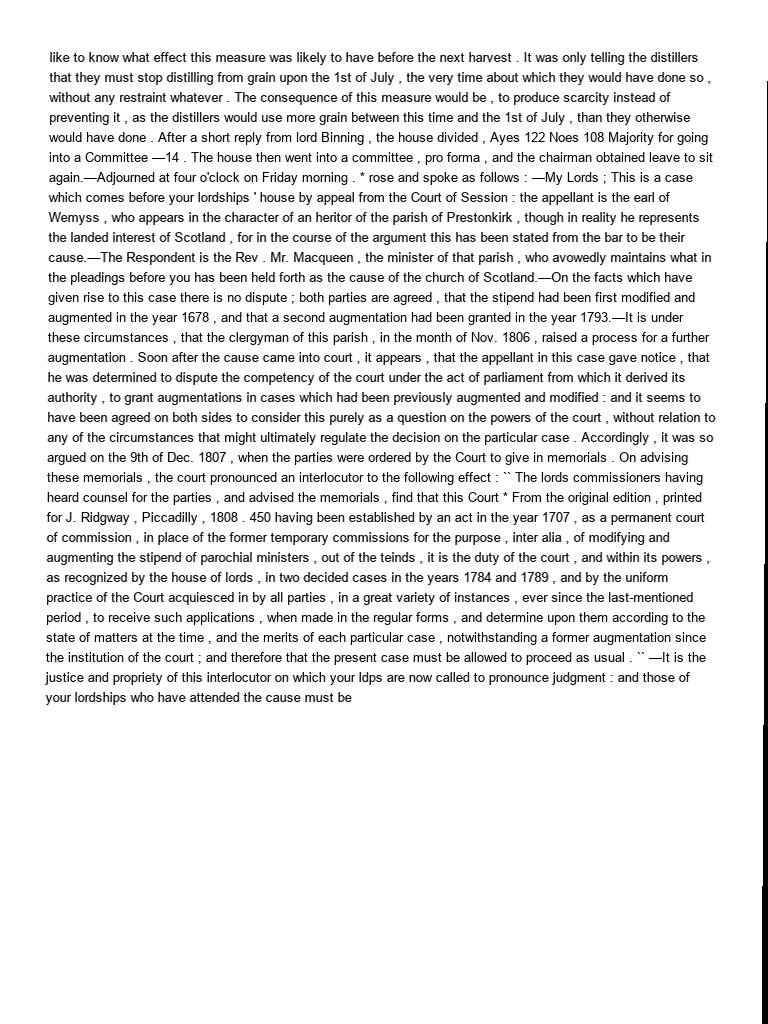 like to know what effect this measure was likely to have before the next harvest . It was only telling the distillers
that they must stop distilling from grain upon the 1st of July , the very time about which they would have done so ,
without any restraint whatever . The consequence of this measure would be , to produce scarcity instead of
preventing it , as the distillers would use more grain between this time and the 1st of July , than they otherwise
would have done . After a short reply from lord Binning , the house divided , Ayes 122 Noes 108 Majority for going
into a Committee —14 . The house then went into a committee , pro forma , and the chairman obtained leave to sit
again.—Adjourned at four o'clock on Friday morning . * rose and spoke as follows : —My Lords ; This is a case
which comes before your lordships ' house by appeal from the Court of Session : the appellant is the earl of
Wemyss , who appears in the character of an heritor of the parish of Prestonkirk , though in reality he represents
the landed interest of Scotland , for in the course of the argument this has been stated from the bar to be their
cause.—The Respondent is the Rev . Mr. Macqueen , the minister of that parish , who avowedly maintains what in
the pleadings before you has been held forth as the cause of the church of Scotland.—On the facts which have
given rise to this case there is no dispute ; both parties are agreed , that the stipend had been first modified and
augmented in the year 1678 , and that a second augmentation had been granted in the year 1793.—It is under
these circumstances , that the clergyman of this parish , in the month of Nov. 1806 , raised a process for a further
augmentation . Soon after the cause came into court , it appears , that the appellant in this case gave notice , that
he was determined to dispute the competency of the court under the act of parliament from which it derived its
authority , to grant augmentations in cases which had been previously augmented and modified : and it seems to
have been agreed on both sides to consider this purely as a question on the powers of the court , without relation to
any of the circumstances that might ultimately regulate the decision on the particular case . Accordingly , it was so
argued on the 9th of Dec. 1807 , when the parties were ordered by the Court to give in memorials . On advising
these memorials , the court pronounced an interlocutor to the following effect : `` The lords commissioners having
heard counsel for the parties , and advised the memorials , find that this Court * From the original edition , printed
for J. Ridgway , Piccadilly , 1808 . 450 having been established by an act in the year 1707 , as a permanent court
of commission , in place of the former temporary commissions for the purpose , inter alia , of modifying and
augmenting the stipend of parochial ministers , out of the teinds , it is the duty of the court , and within its powers ,
as recognized by the house of lords , in two decided cases in the years 1784 and 1789 , and by the uniform
practice of the Court acquiesced in by all parties , in a great variety of instances , ever since the last-mentioned
period , to receive such applications , when made in the regular forms , and determine upon them according to the
state of matters at the time , and the merits of each particular case , notwithstanding a former augmentation since
the institution of the court ; and therefore that the present case must be allowed to proceed as usual . `` —It is the
justice and propriety of this interlocutor on which your ldps are now called to pronounce judgment : and those of
your lordships who have attended the cause must be